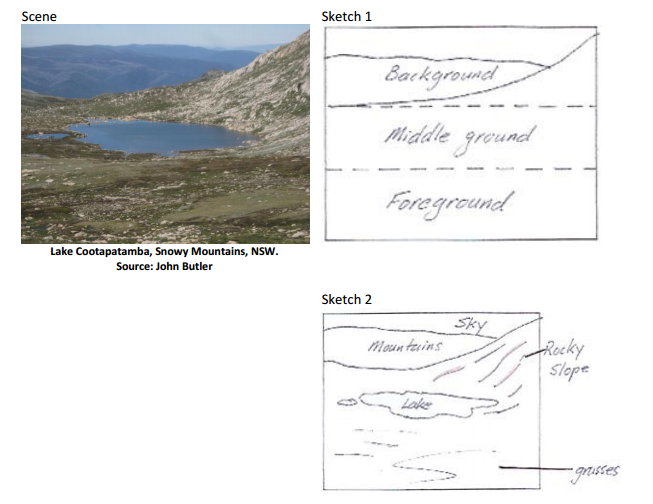 Scene
Sketch 1
Background
Middle ground
Foreground
Lake Cootapatamba, Snowy Mountains, NSW.
Source: John Butler
Sketch 2
Sky
Mountains
Rocky
Slope
Lake
grasses